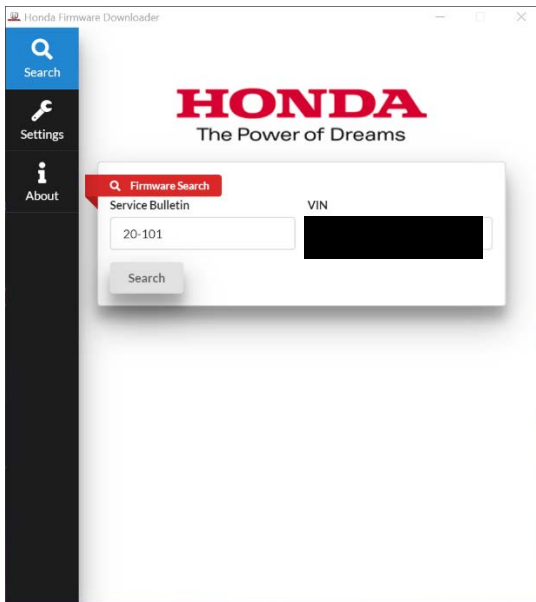 Honda Firmware Downloader
Search
Settings
About
HONDA
The Power of Dreams
Firmware Search
Service Bulletin
VIN
20-101
Search